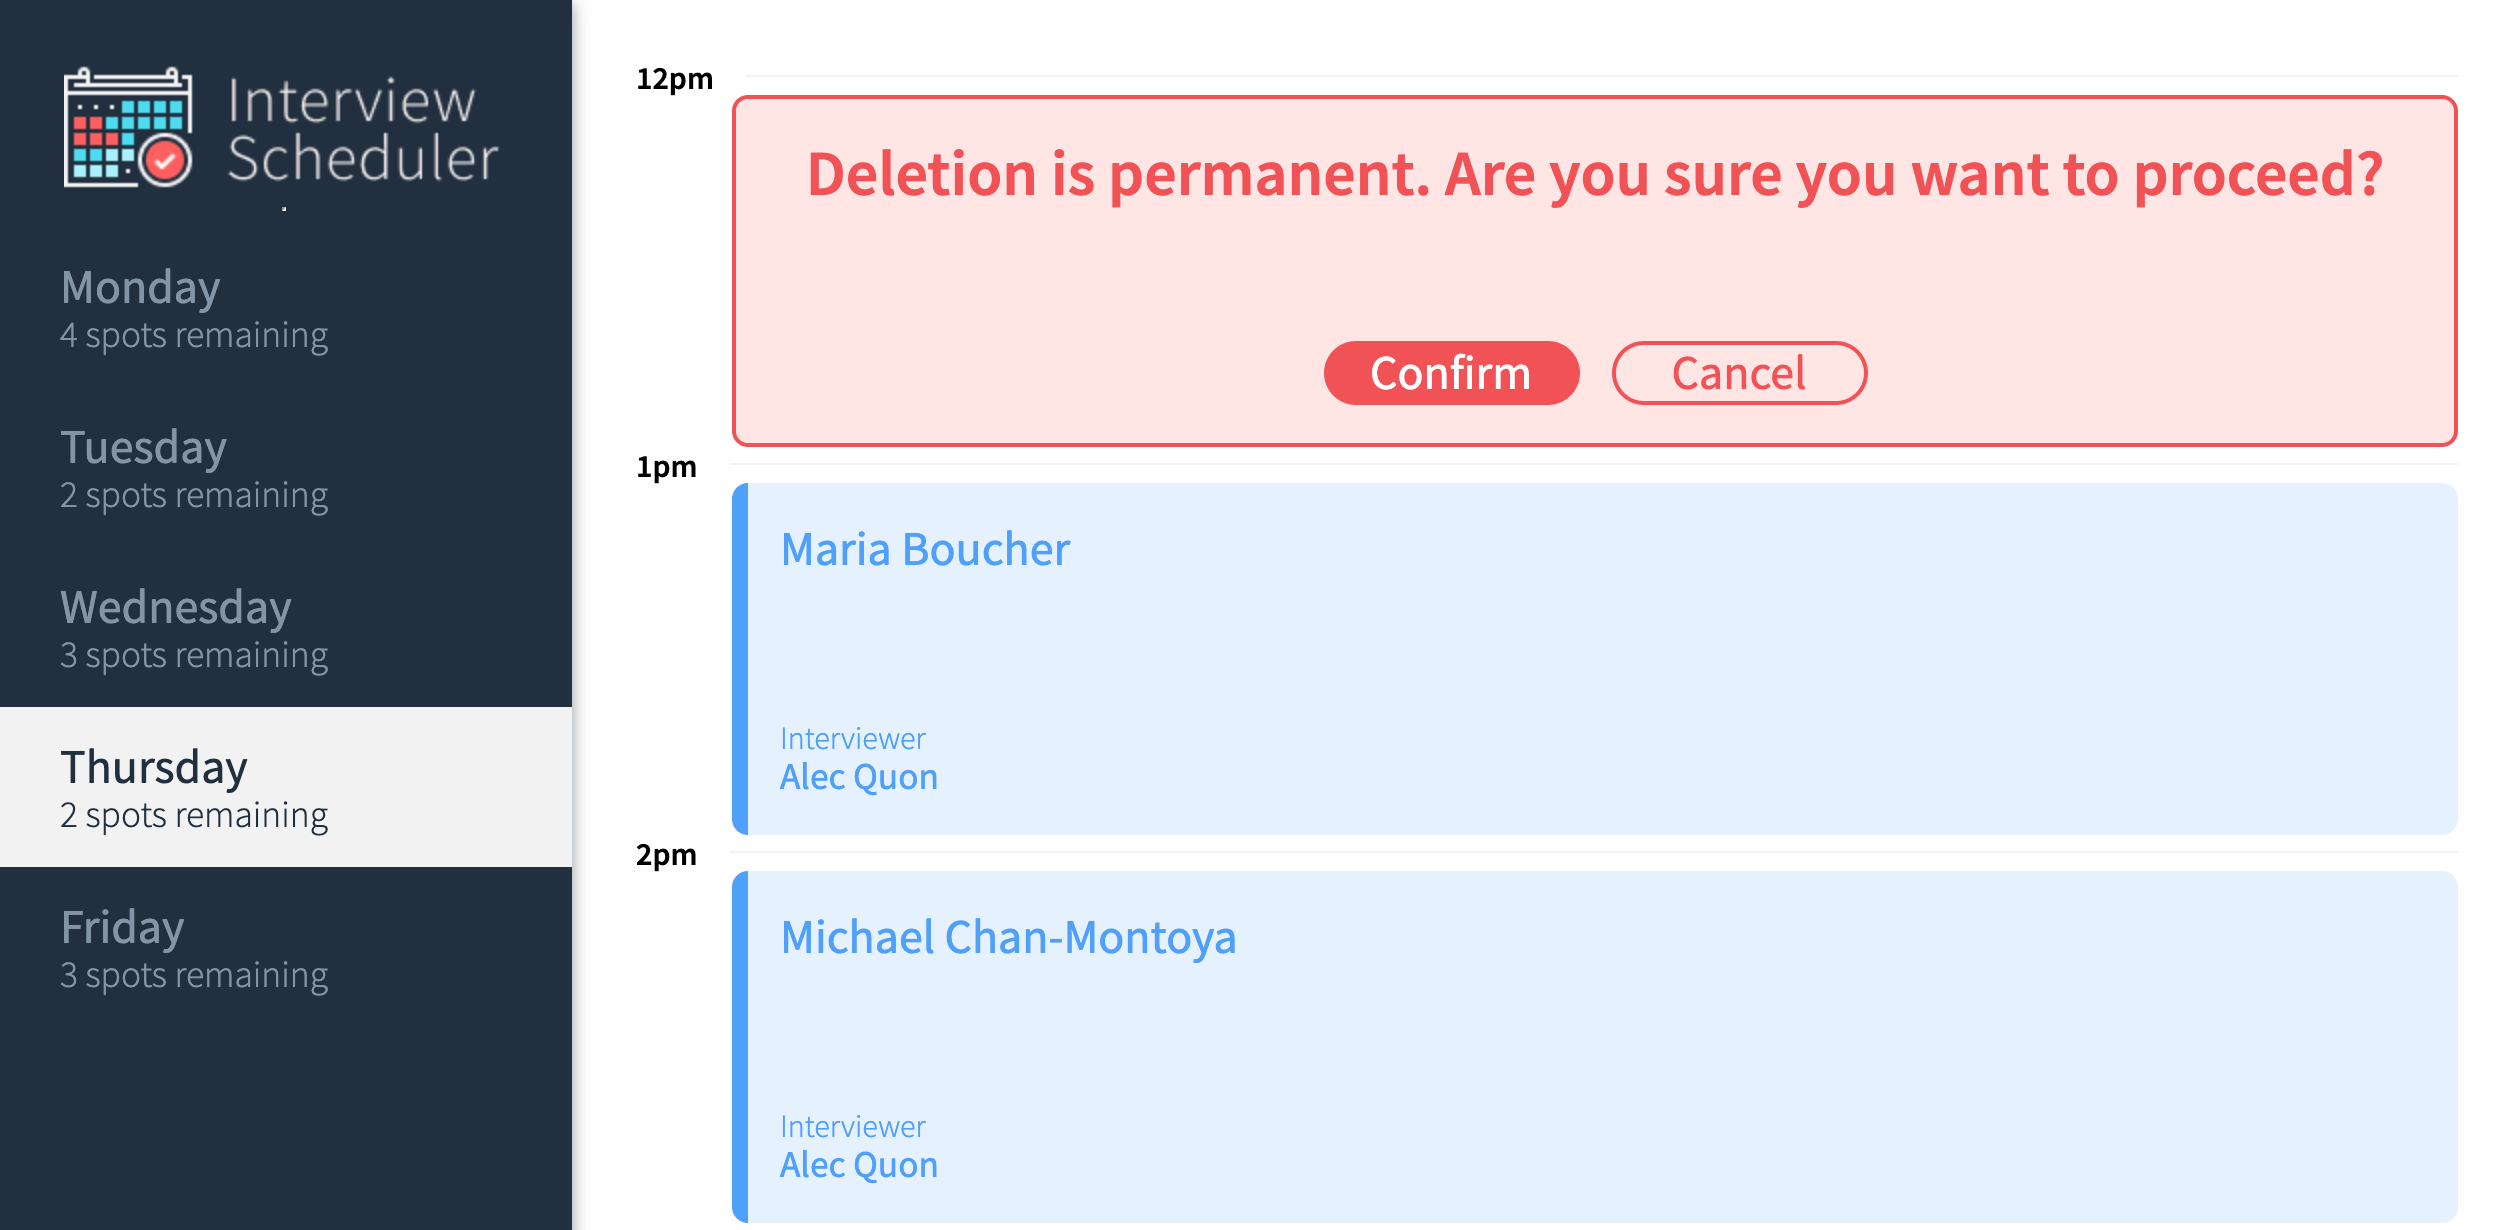 Interview
Scheduler
Monday
4 spots remaining
Tuesday
2 spots remaining
Wednesday
3 spots remaining
Thursday
2 spots remaining
Friday
3 spots remaining
12pm
Deletion is permanent. Are you sure you want to proceed?
Confirm Cancel
1pm
Maria Boucher
Interviewer
Alec Quon
2pm
Michael Chan-Montoya
Interviewer
Alec Quon